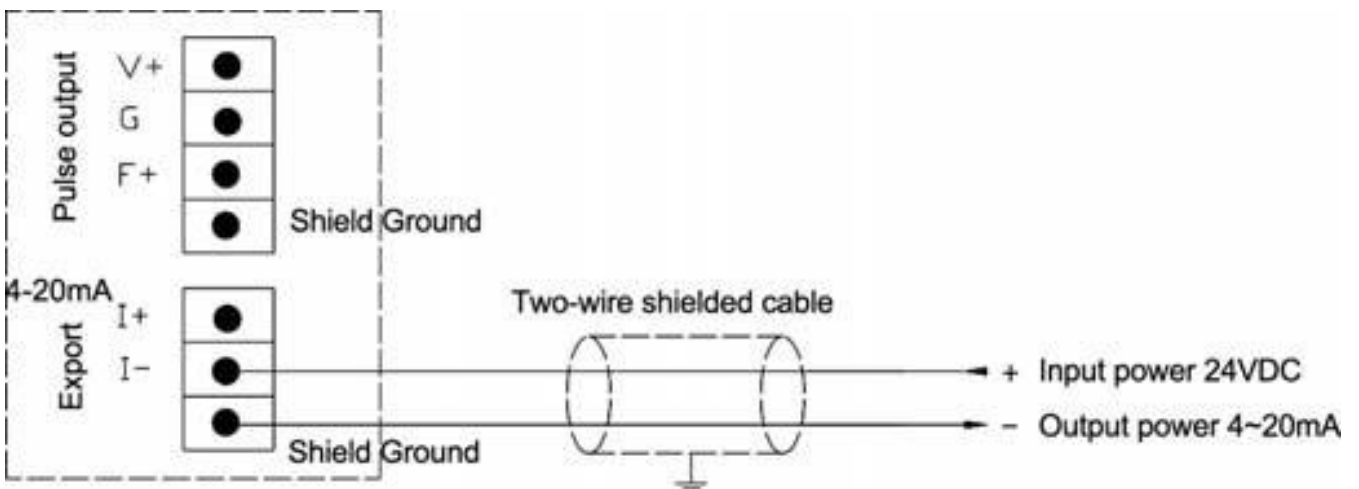 Pulse output
V+
G
F+
Shield Ground
4-20mA
Export
I+
I-
Shield Ground
Two-wire shielded cable
+ Input power 24VDC
- Output power 4~20mA